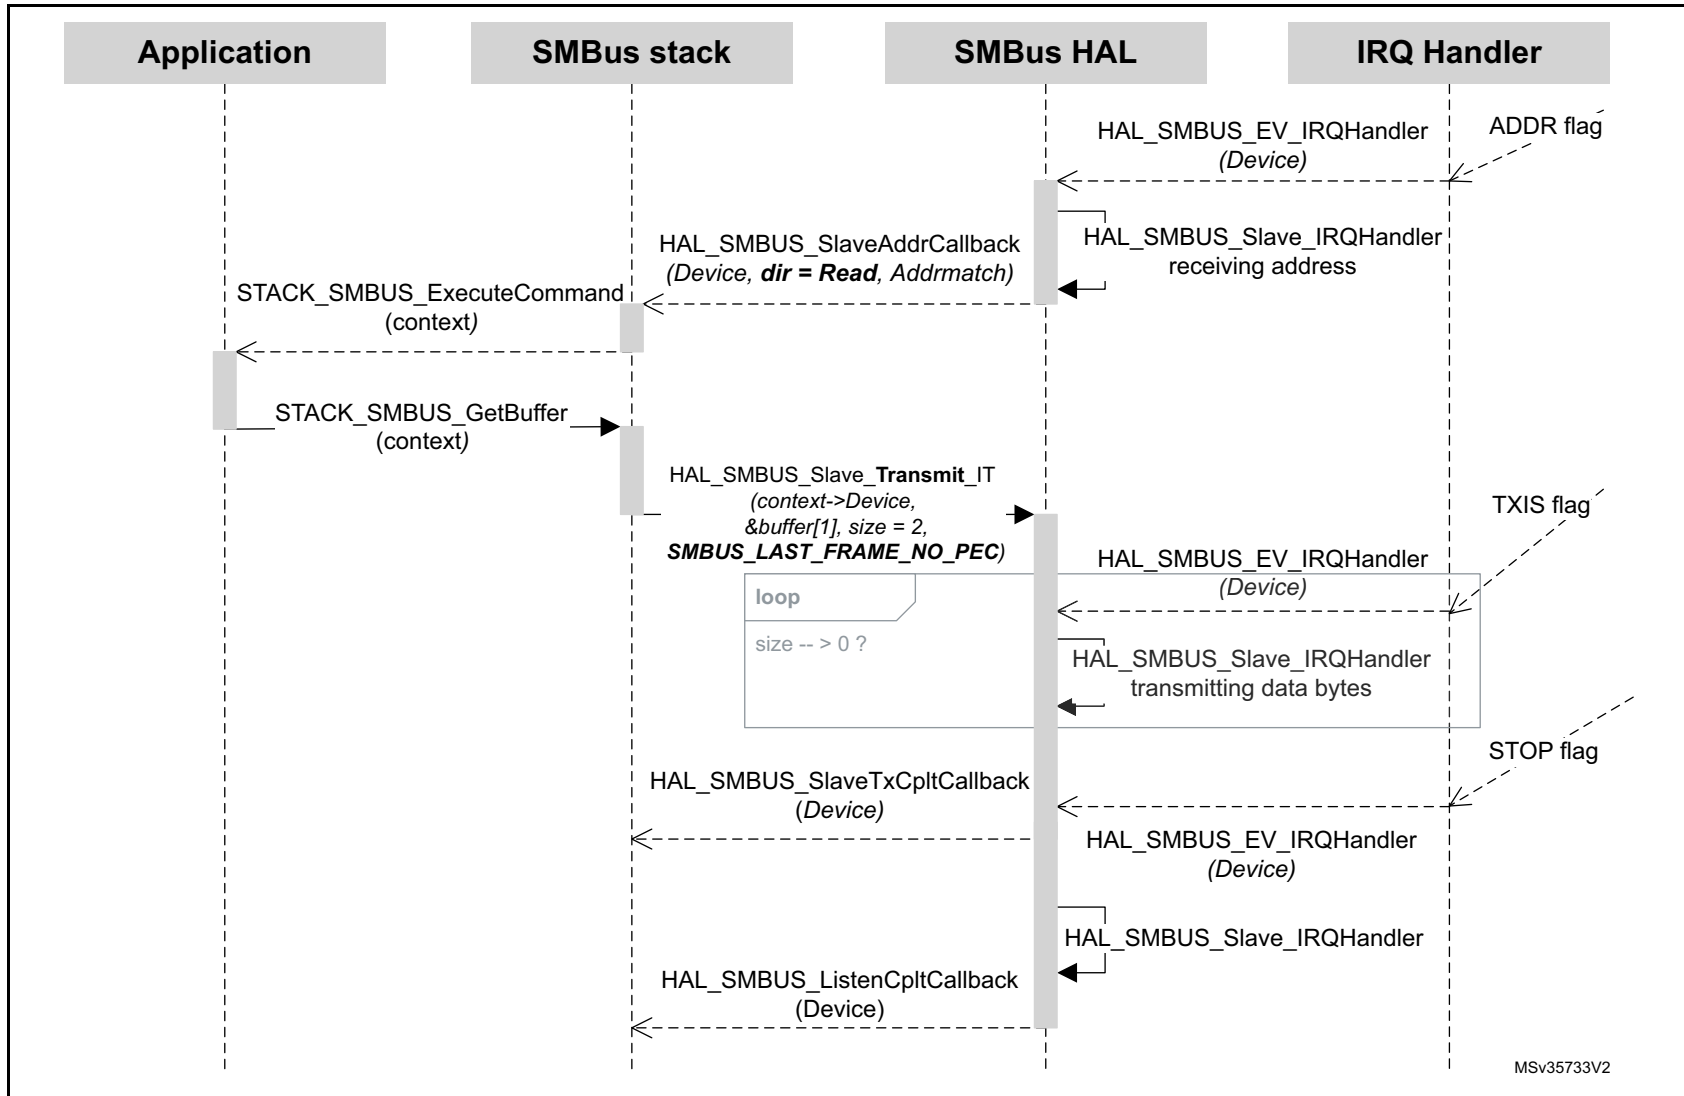 Application
SMBus stack
SMBus HAL
IRQ Handler
ADDR flag
HAL_SMBUS_EV_IRQHandler
(Device)
HAL_SMBUS_Slave_IRQHandler
receiving address
HAL_SMBUS_SlaveAddrCallback
(Device, dir = Read, Addrmatch)
STACK_SMBUS_ExecuteCommand
(context)
STACK_SMBUS_GetBuffer
(context)
HAL_SMBUS_Slave_Transmit_IT
(context->Device,
&buffer[1], size = 2,
SMBUS_LAST_FRAME_NO_PEC)
TXIS flag
HAL_SMBUS_EV_IRQHandler
(Device)
loop
size -- > 0 ?
HAL_SMBUS_Slave_IRQHandler
transmitting data bytes
STOP flag
HAL_SMBUS_SlaveTxCpltCallback
(Device)
HAL_SMBUS_EV_IRQHandler
(Device)
HAL_SMBUS_Slave_IRQHandler
HAL_SMBUS_ListenCpltCallback
(Device)
MSv35733V2